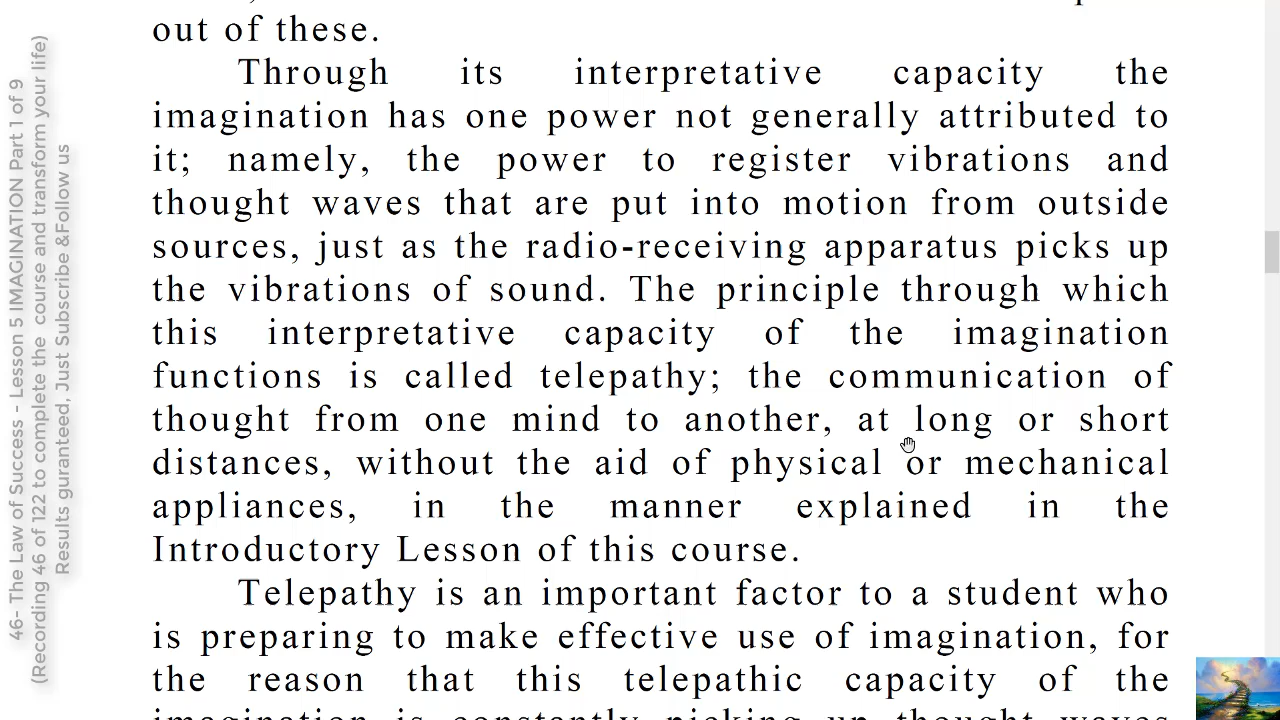 out of these.
Through its interpretative capacity the
imagination has one power not generally attributed to
it; namely, the power to register vibrations and
thought waves that are put into motion from outside
sources, just as the radio-receiving apparatus picks up
the vibrations of sound. The principle through which
this interpretative capacity of the imagination
functions is called telepathy; the communication of
thought from one mind to another, at long or short
distances, without the aid of physical or mechanical
appliances, in the manner explained in the
Introductory Lesson of this course.
Telepathy is an important factor to a student who
is preparing to make effective use of imagination, for
the reason that this telepathic capacity of the
imagination is constantly picking up thought waves
46- The Law of Success - Lesson 5 IMAGINATION Part 1 of 9
(Recording 46 of 122 to complete the course and transform your life)
Results guranteed, Just Subscribe &Follow us